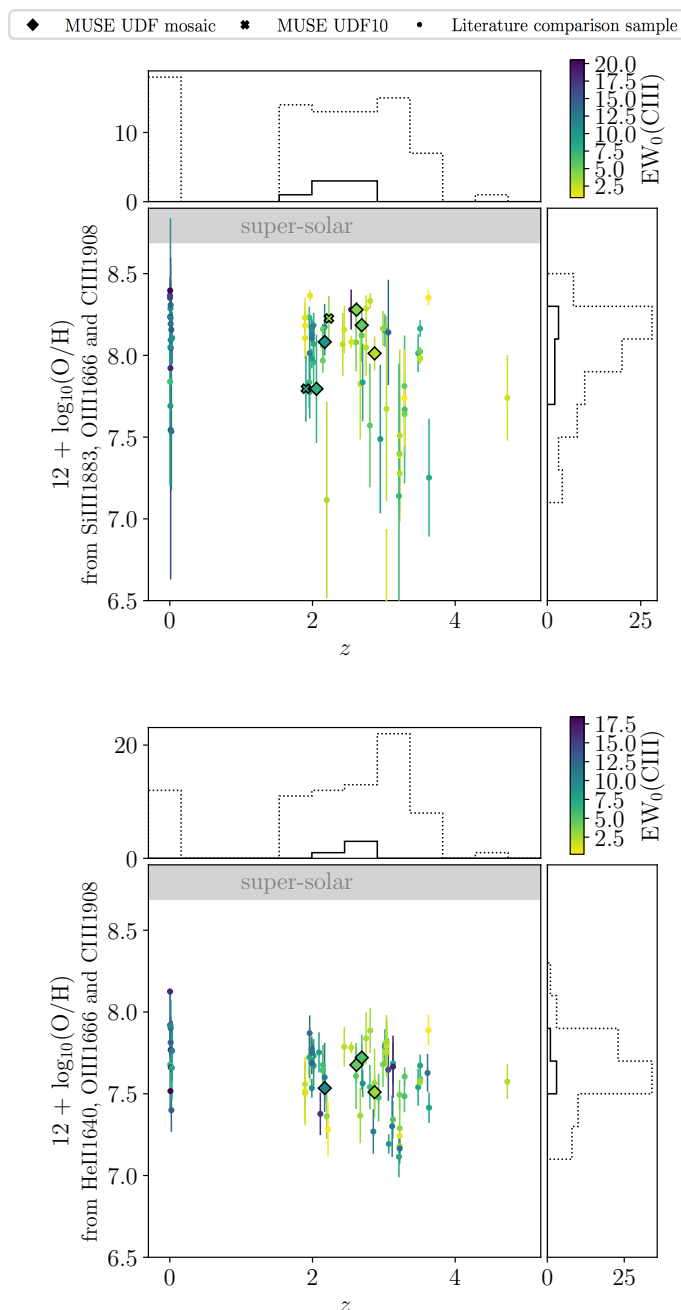 MUSE UDF mosaic MUSE UDF10 Literature comparison sample
10
0
20.0
17.5
15.0
12.5
10.0
7.5
5.0
2.5
EW₀(CIII)
super-solar
8.5
8.0
7.5
7.0
6.5
12 + log₁₀(O/H)
from SiIII1883, OIII1666 and CIII1908
0 2 4
z
0 25
20
0
17.5
15.0
12.5
10.0
7.5
5.0
2.5
EW₀(CIII)
super-solar
8.5
8.0
7.5
7.0
6.5
12 + log₁₀(O/H)
from HeII1640, OIII1666 and CIII1908
0 2 4
z
0 25